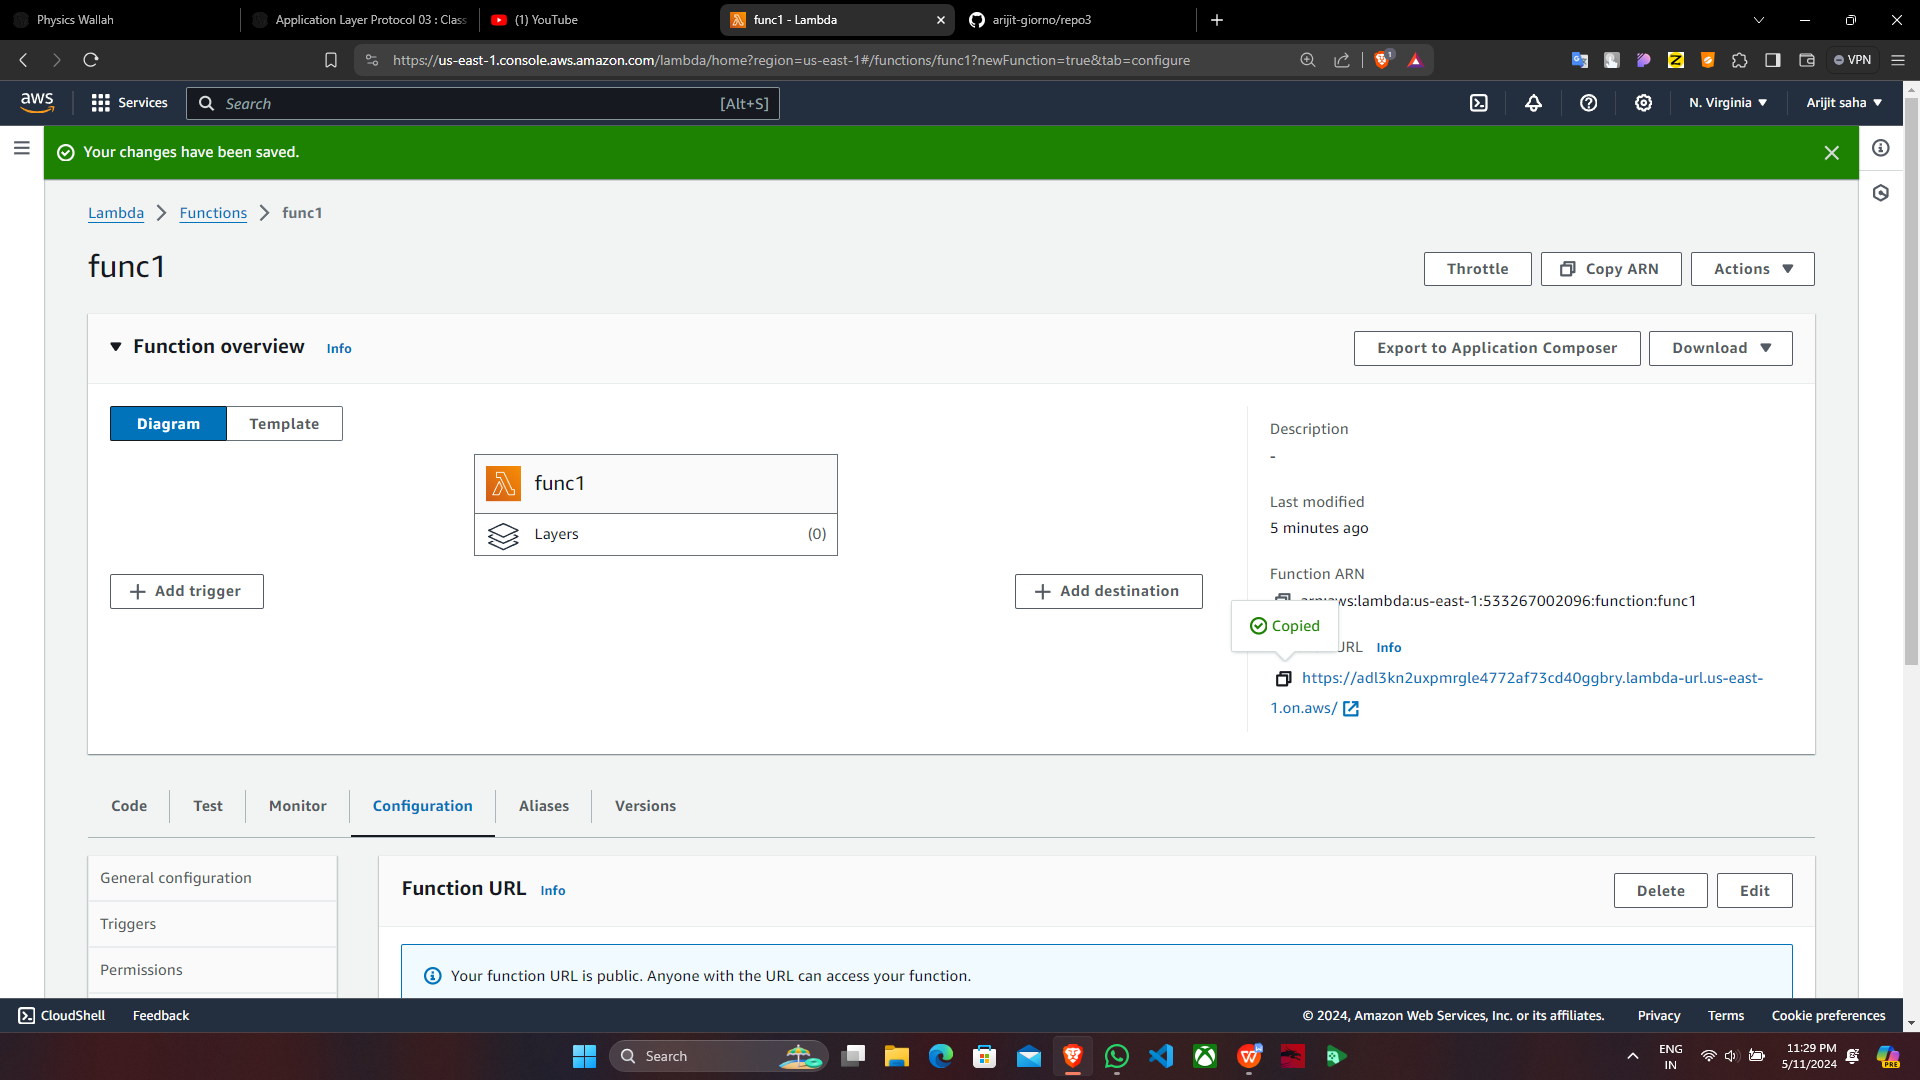 Physics Wallah
Application Layer Protocol 03 : Class
(1) YouTube
func1 - Lambda
arijit-giorno/repo3
https://us-east-1.console.aws.amazon.com/lambda/home?region=us-east-1#/functions/func1?newFunction=true&tab=configure
1
VPN
aws
Services
Search
[Alt+S]
N. Virginia
Arijit saha
Your changes have been saved.
Lambda
Functions
func1
func1
Throttle
Copy ARN
Actions
Function overview
Info
Export to Application Composer
Download
Diagram
Template
func1
Layers
(0)
Add trigger
Add destination
Description
-
Last modified
5 minutes ago
Function ARN
arn:aws:lambda:us-east-1:533267002096:function:func1
Copied
URL
Info
https://adl3kn2uxpmrgle4772af73cd40ggbry.lambda-url.us-east-
1.on.aws/
Code
Test
Monitor
Configuration
Aliases
Versions
General configuration
Triggers
Permissions
Function URL
Info
Delete
Edit
Your function URL is public. Anyone with the URL can access your function.
CloudShell
Feedback
© 2024, Amazon Web Services, Inc. or its affiliates.
Privacy
Terms
Cookie preferences
Search
ENG
IN
11:29 PM
5/11/2024
PRE